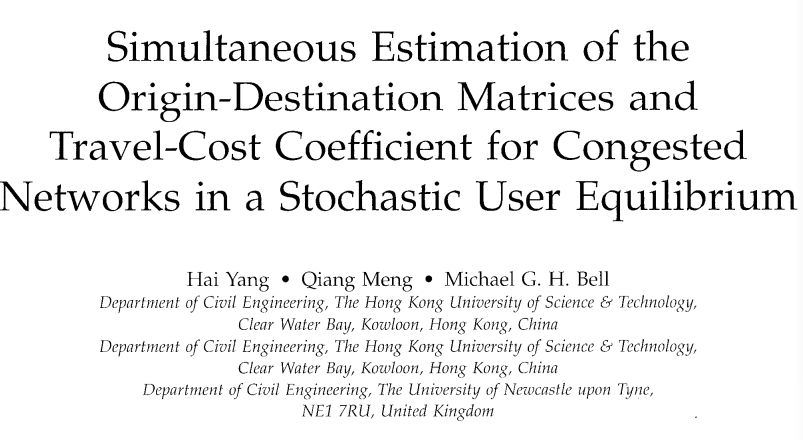 Simultaneous Estimation of the
Origin-Destination Matrices and
Travel-Cost Coefficient for Congested
Networks in a Stochastic User Equilibrium
Hai Yang • Qiang Meng • Michael G. H. Bell
Department of Civil Engineering, The Hong Kong University of Science & Technology,
Clear Water Bay, Kowloon, Hong Kong, China
Department of Civil Engineering, The Hong Kong University of Science & Technology,
Clear Water Bay, Kowloon, Hong Kong, China
Department of Civil Engineering, The University of Newcastle upon Tyne,
NE1 7RU, United Kingdom